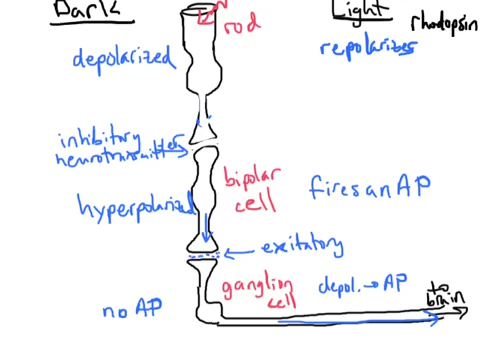 Dark
Light
rhodopsin
rod
repolarizes
depolarized
inhibitory
neurotransmitter
bipolar
cell
fires an AP
hyperpolarized
excitatory
ganglion
cell
depol. → AP
to
brain
no AP